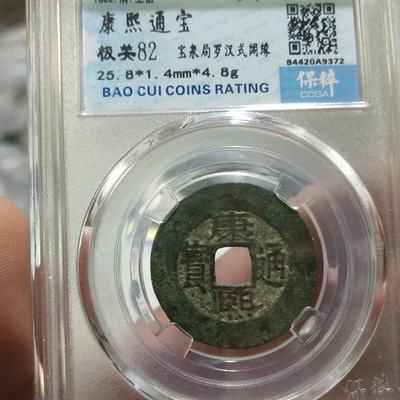 康熙通宝
极美82 宝泉局罗汉式阔缘
25.8*1.4mm*4.8g
BAO CUI COINS RATING
B4420A9372
保粹
CCGA
康熙通寶